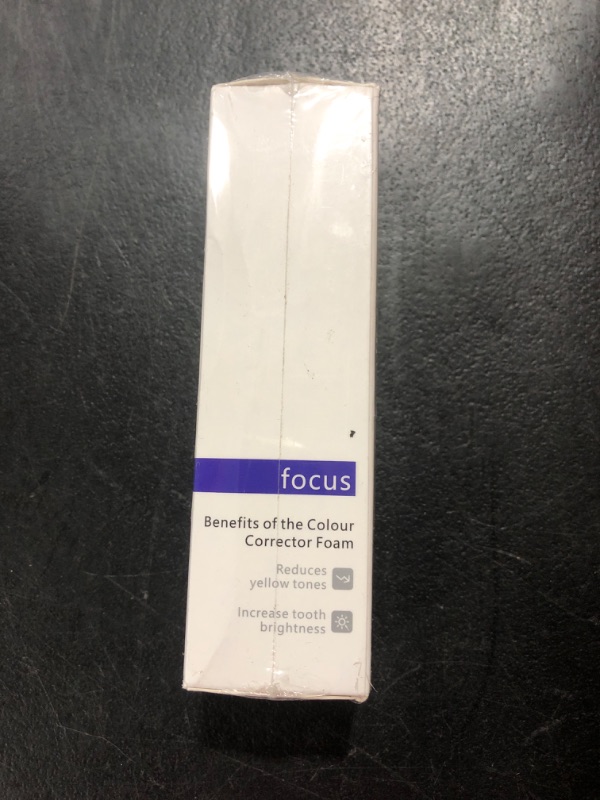 focus
Benefits of the Colour
Corrector Foam
Reduces
yellow tones
Increase tooth
brightness